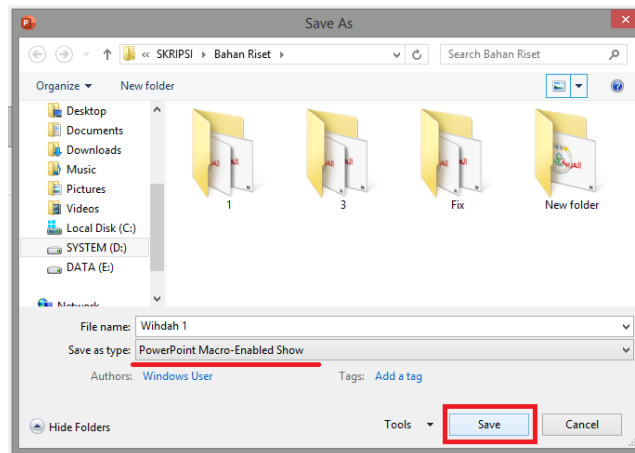 Save As
« SKRIPSI Bahan Riset
Search Bahan Riset
Organize New folder
Desktop
Documents
Downloads
Music
Pictures
Videos
Local Disk (C:)
SYSTEM (D:)
DATA (E:)
Network
1
3
Fix
New folder
File name: Wihdah 1
Save as type: PowerPoint Macro-Enabled Show
Authors: Windows User Tags: Add a tag
Hide Folders Tools Save Cancel